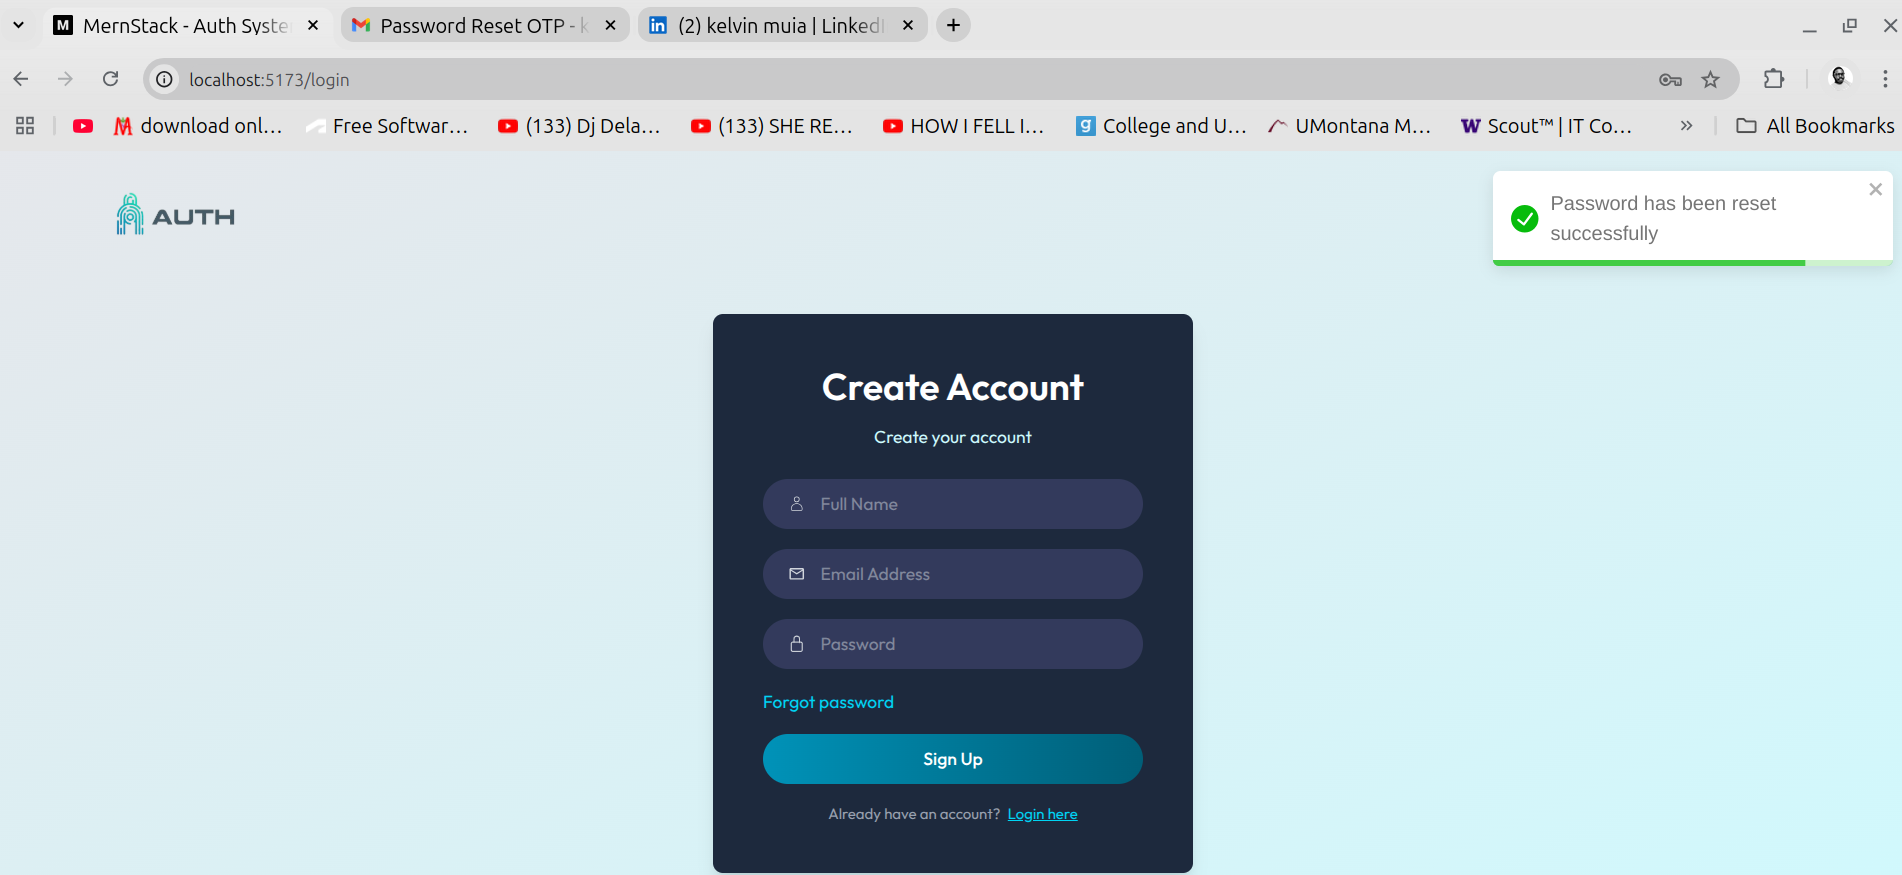 MernStack - Auth Syste
Password Reset OTP - k
(2) kelvin muia | LinkedI
localhost:5173/login
download onl...
Free Softwar...
(133) Dj Dela...
(133) SHE RE...
HOW I FELL I...
College and U...
UMontana M...
Scout™ | IT Co...
All Bookmarks
AUTH
Password has been reset
successfully
Create Account
Create your account
Full Name
Email Address
Password
Forgot password
Sign Up
Already have an account? Login here